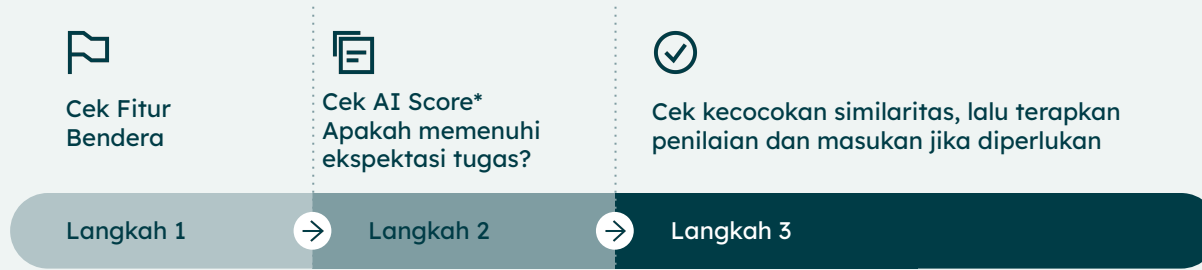 Cek Fitur
Bendera
Cek AI Score*
Apakah memenuhi
ekspektasi tugas?
Cek kecocokan similaritas, lalu terapkan
penilaian dan masukan jika diperlukan
Langkah 1
Langkah 2
Langkah 3